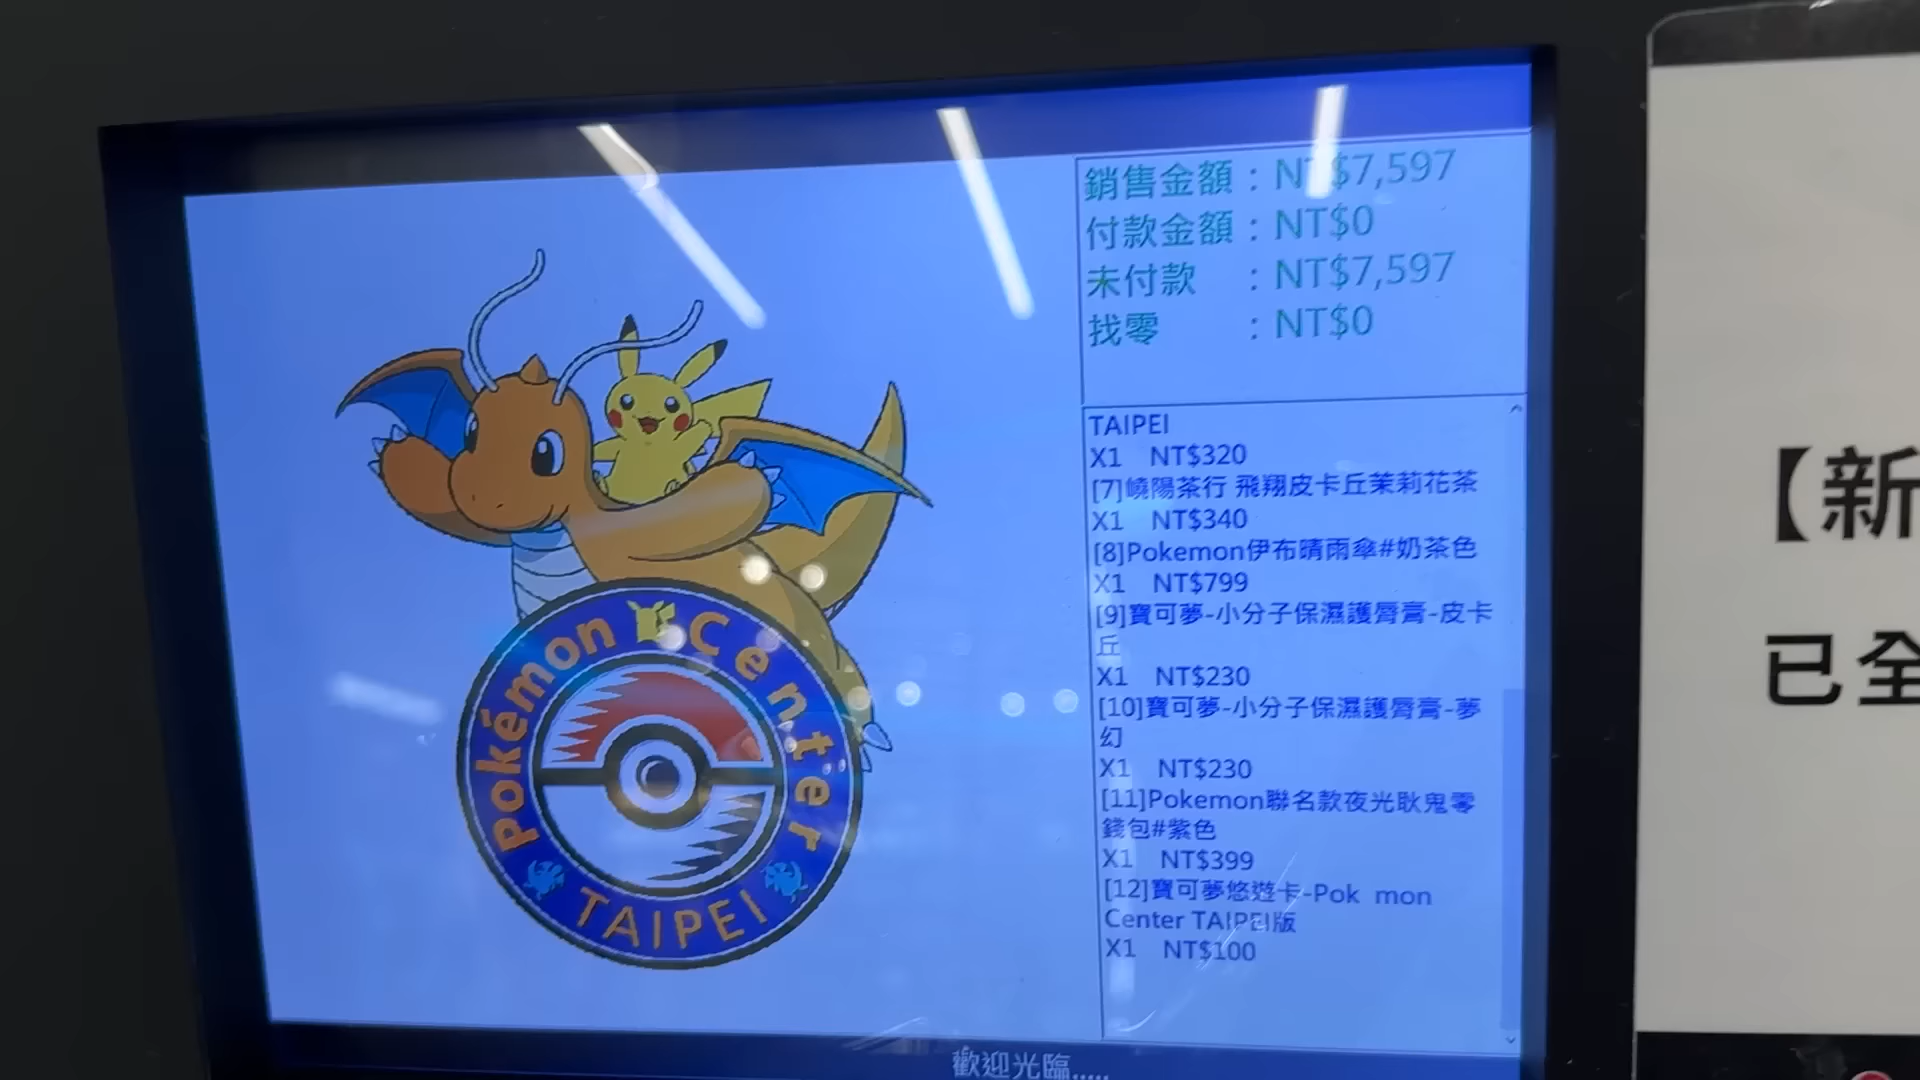 Pokémon Center
TAIPEI
銷售金額：NT$7,597
付款金額：NT$0
未付款　：NT$7,597
找零　　：NT$0
TAIPEI
X1 NT$320
[7]嶢陽茶行 飛翔皮卡丘茉莉花茶
X1 NT$340
[8]Pokemon伊布晴雨傘#奶茶色
X1 NT$799
[9]寶可夢-小分子保濕護唇膏-皮卡
丘
X1 NT$230
[10]寶可夢-小分子保濕護唇膏-夢
幻
X1 NT$230
[11]Pokemon聯名款夜光耿鬼零
錢包#紫色
X1 NT$399
[12]寶可夢悠遊卡-Pok mon
Center TAIPEI版
X1 NT$100
歡迎光臨.....
【新
已全